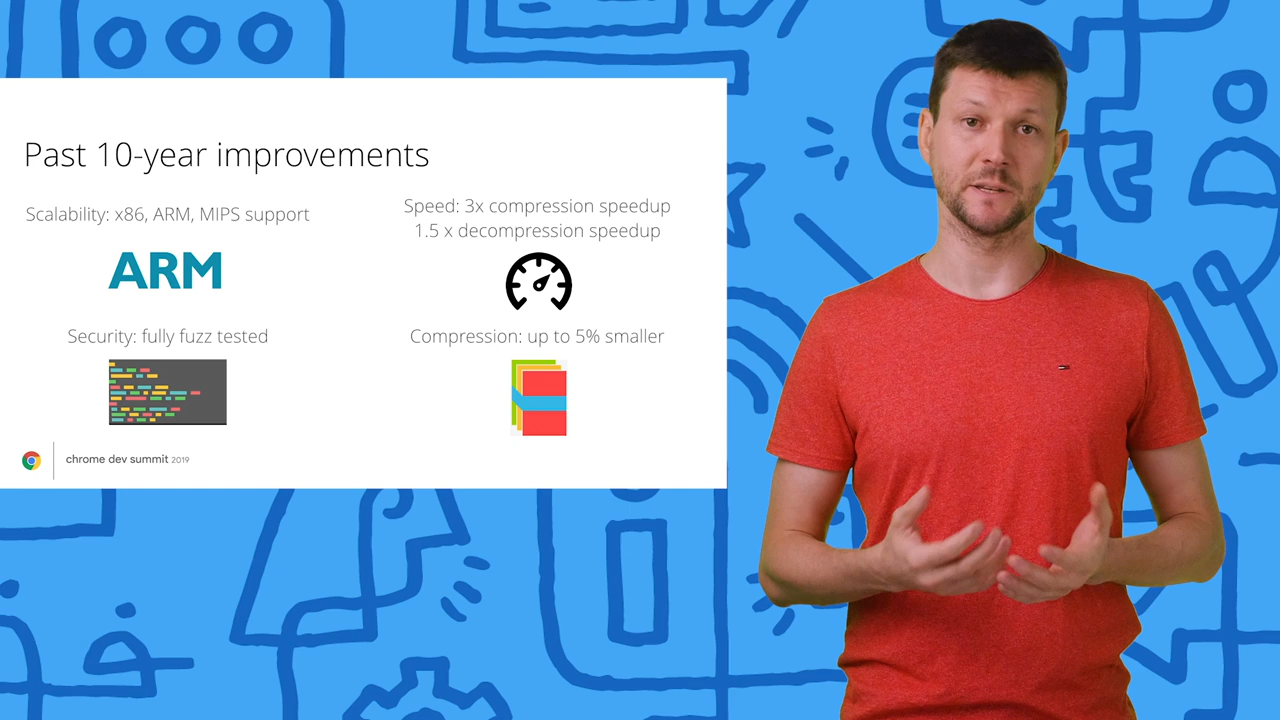 Past 10-year improvements
Scalability: x86, ARM, MIPS support
Speed: 3x compression speedup
1.5 x decompression speedup
ARM
Security: fully fuzz tested
Compression: up to 5% smaller
chrome dev summit 2019